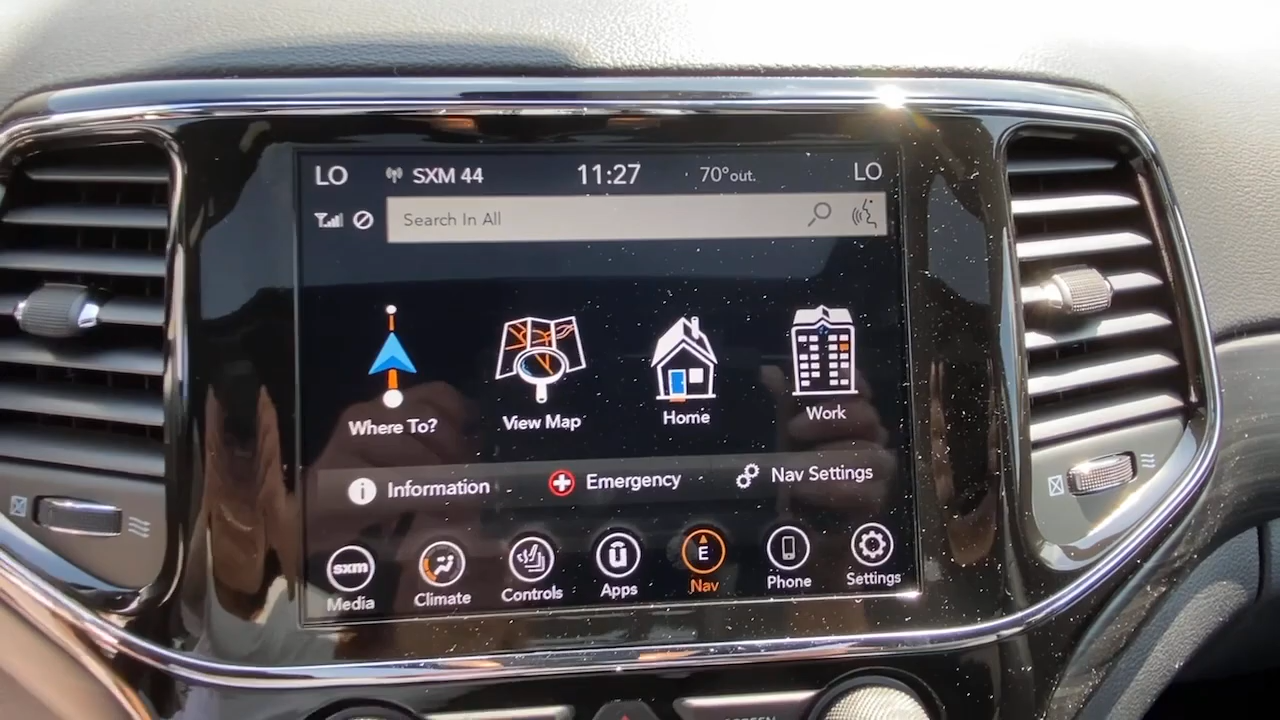 LO SXM 44 11:27 70° out. LO
Search In All
Where To? View Map Home Work
Information Emergency Nav Settings
sxm E
Media Climate Controls Apps Nav Phone Settings
SCREEN